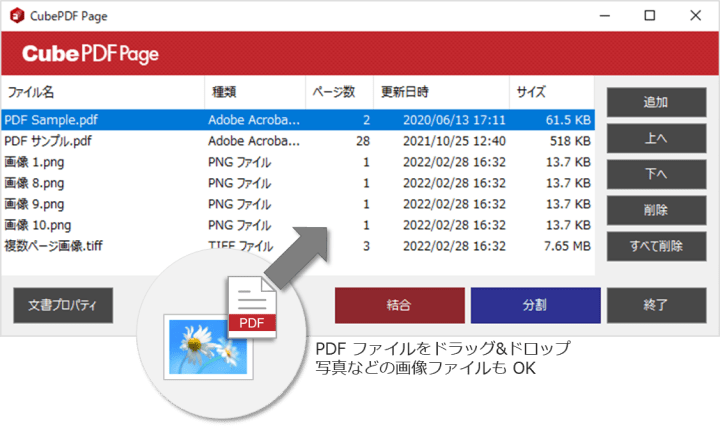 CubePDF Page
CubePDF Page
ファイル名 種類 ページ数 更新日時 サイズ
PDF Sample.pdf Adobe Acroba... 2 2020/06/13 17:11 61.5 KB
PDF サンプル.pdf Adobe Acroba... 28 2021/10/25 12:40 518 KB
画像 1.png PNG ファイル 1 2022/02/28 16:32 13.7 KB
画像 8.png PNG ファイル 1 2022/02/28 16:32 13.7 KB
画像 9.png PNG ファイル 1 2022/02/28 16:32 13.7 KB
画像 10.png PNG ファイル 1 2022/02/28 16:32 13.7 KB
複数ページ画像.tiff TIFF ファイル 3 2022/02/28 16:32 7.65 MB
追加
上へ
下へ
削除
すべて削除
文書プロパティ 結合 分割 終了
PDF
PDF ファイルをドラッグ&ドロップ
写真などの画像ファイルも OK